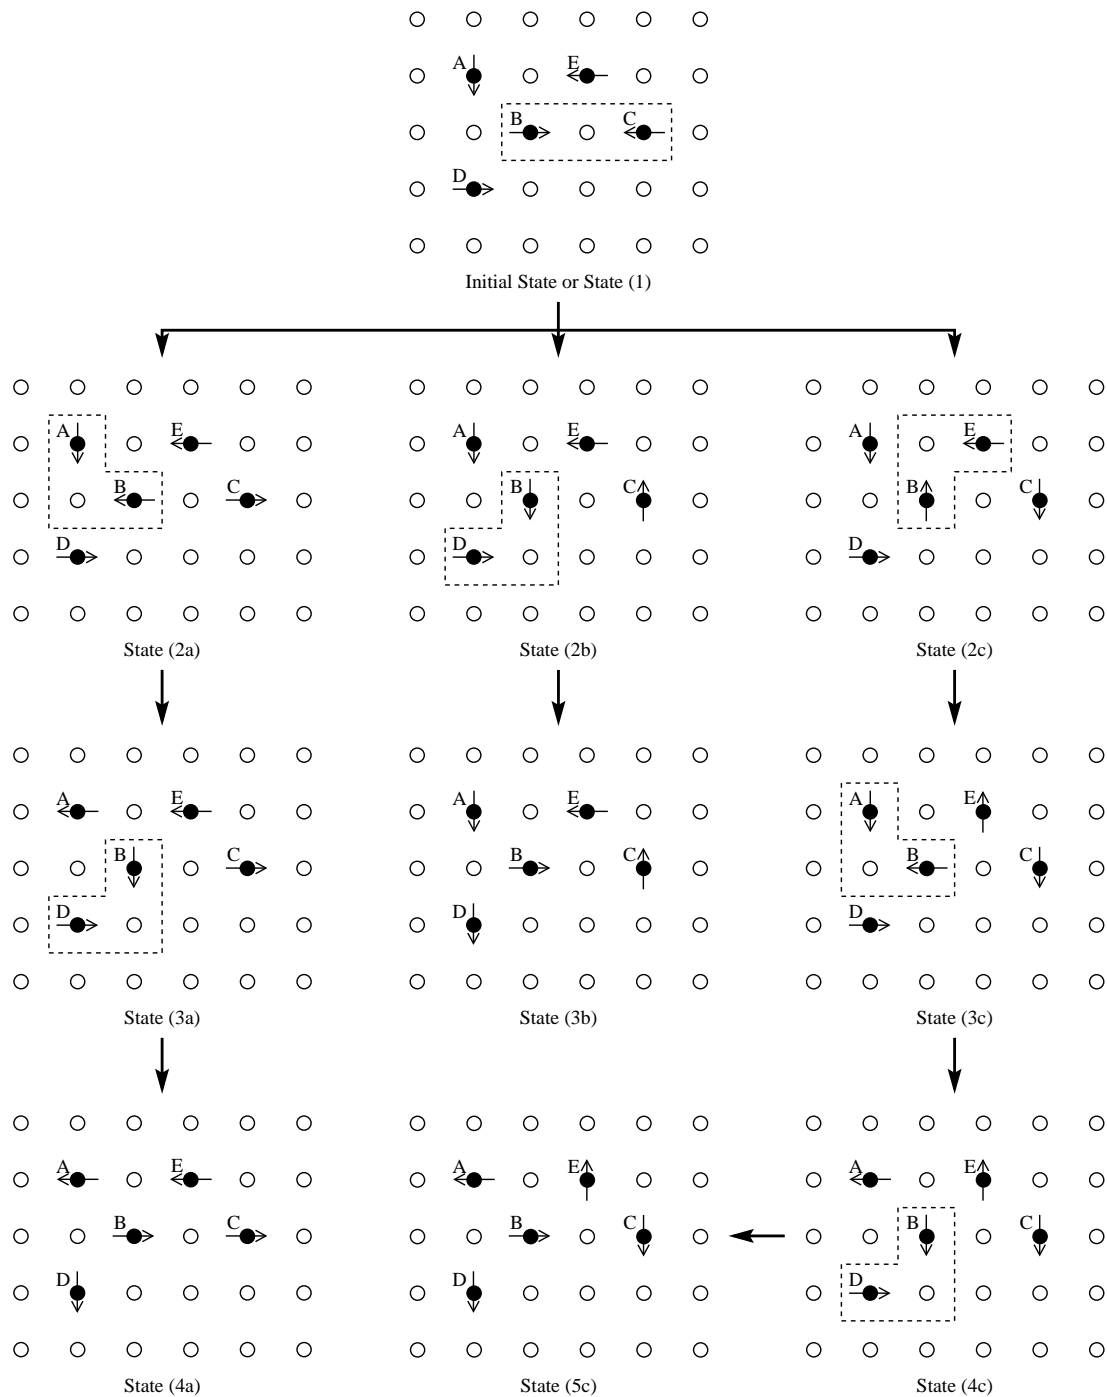 A E
B C
D
Initial State or State (1)
A E A E A E
B C B C B C
D D D
State (2a) State (2b) State (2c)
A E A E A E
B C B C B C
D D D
State (3a) State (3b) State (3c)
A E A E A E
B C B C B C
D D D
State (4a) State (5c) State (4c)